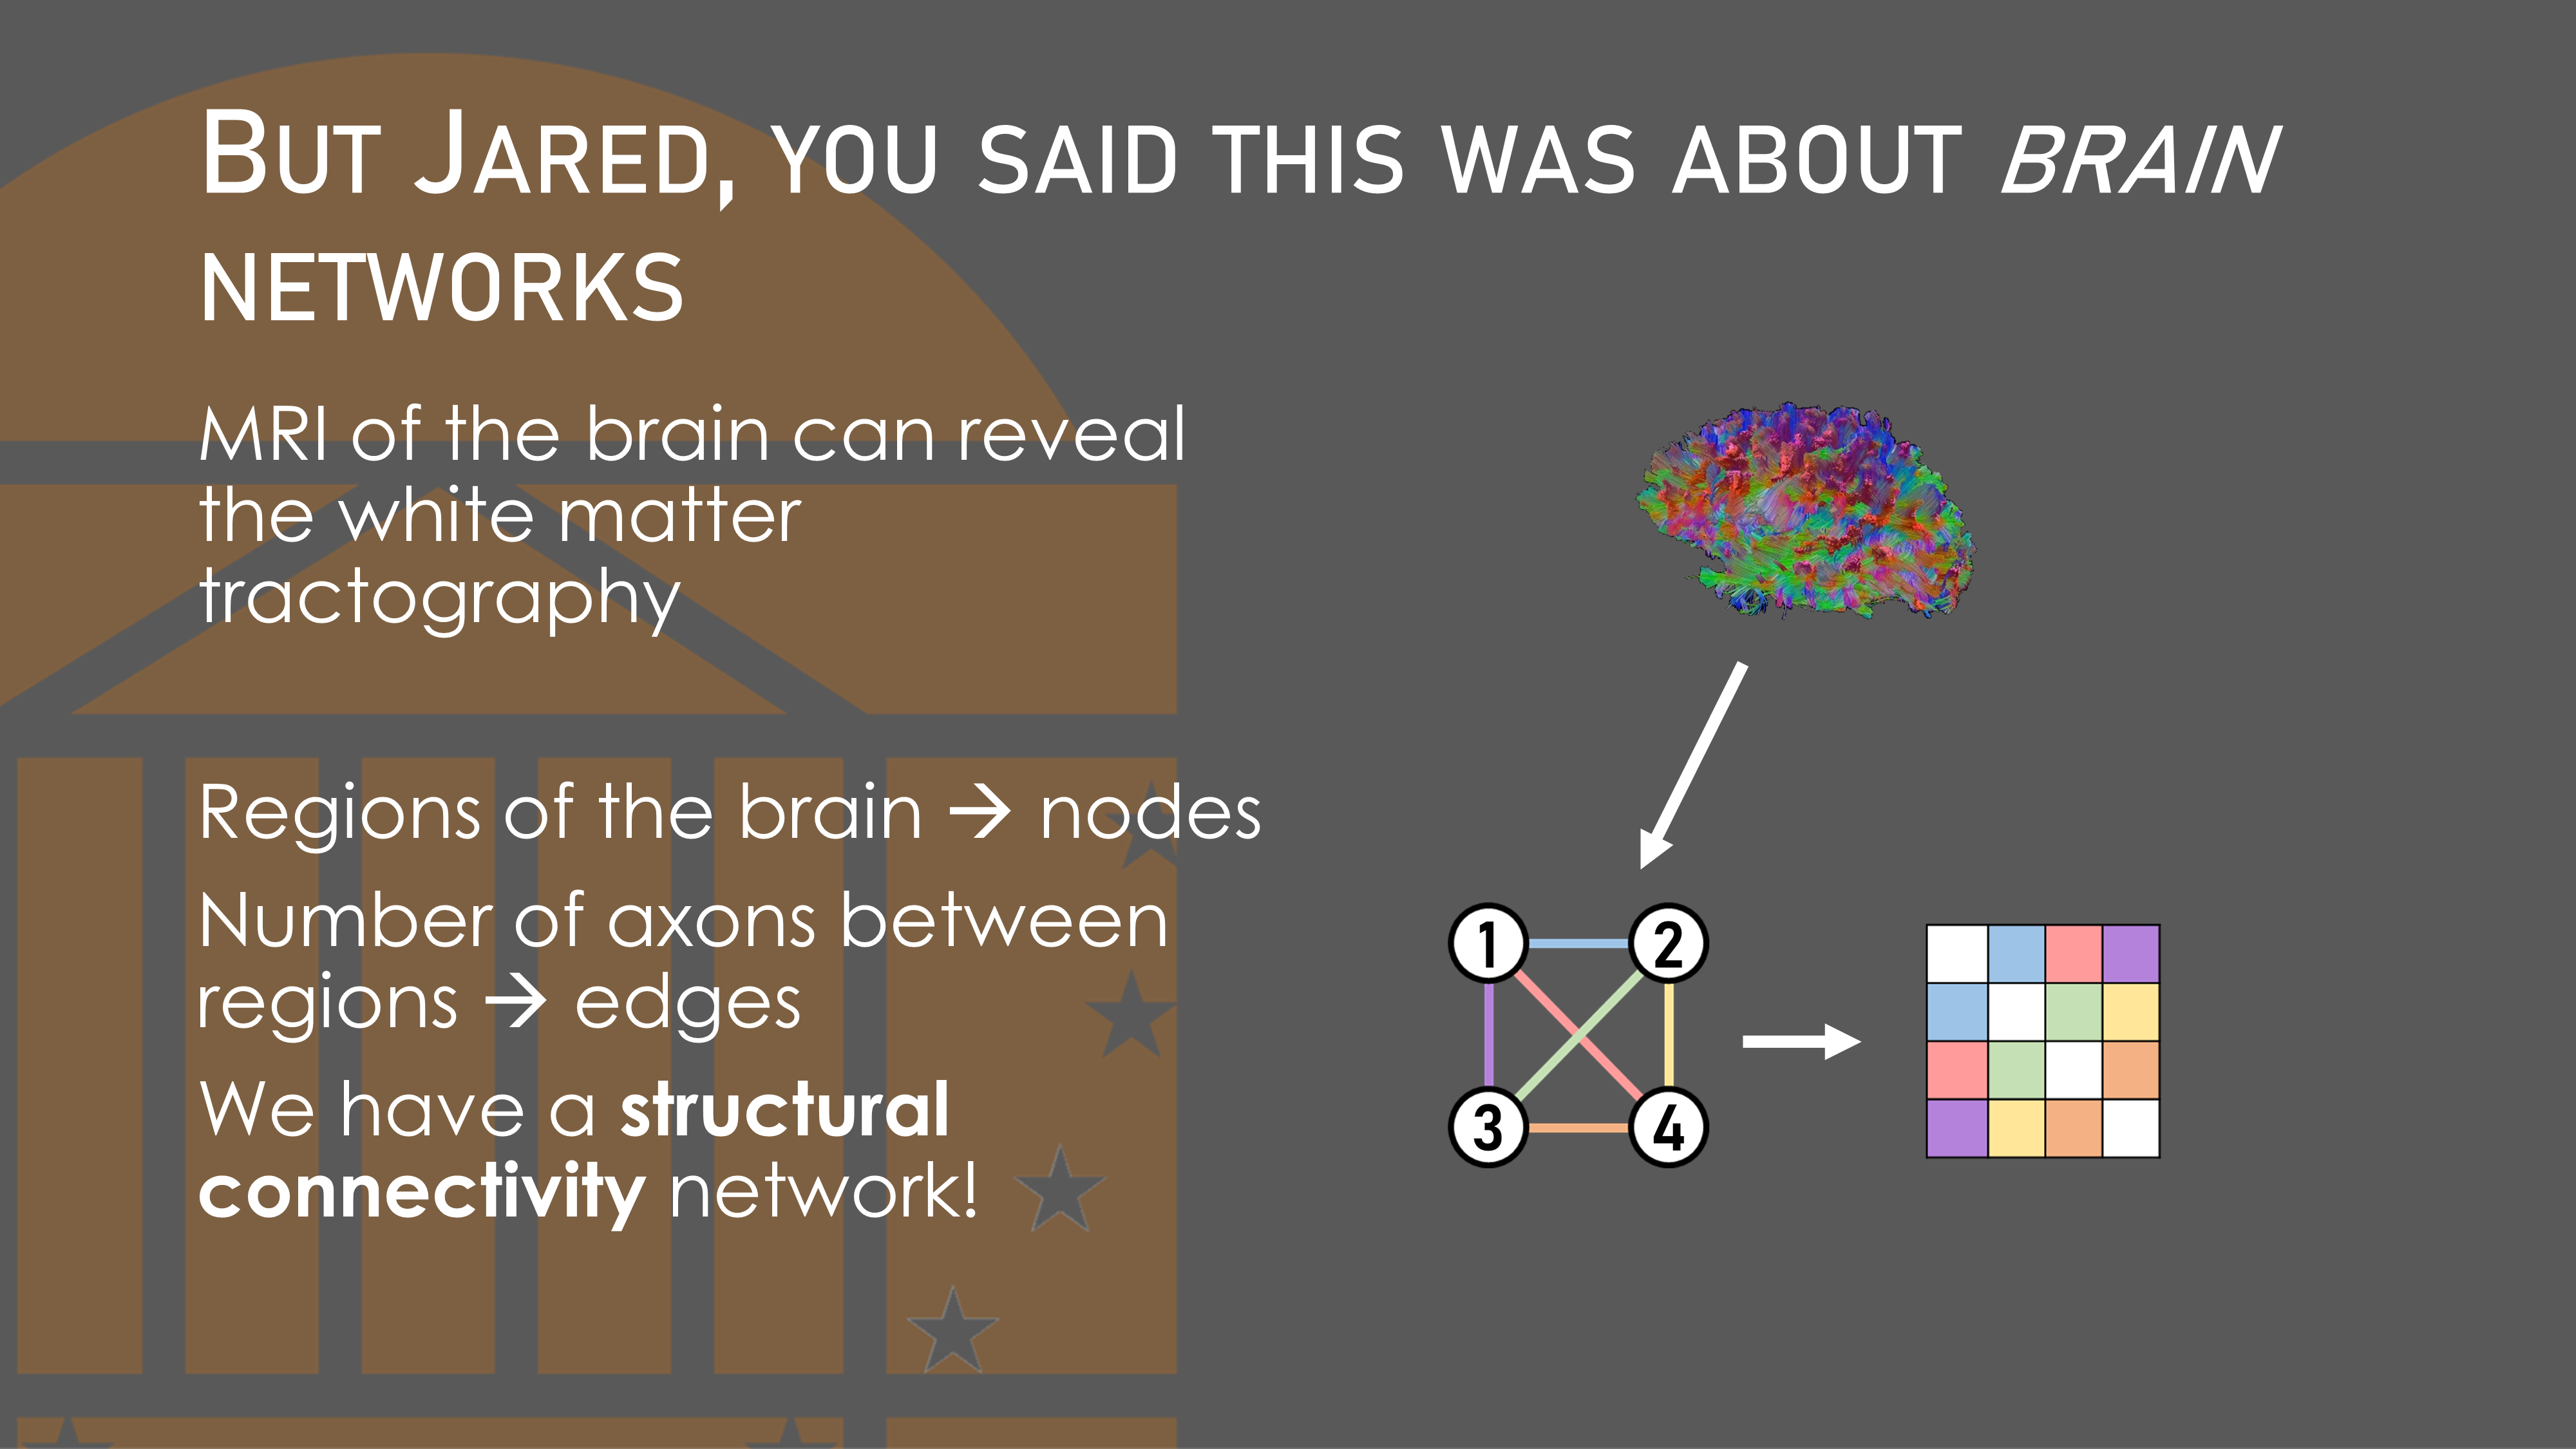 BUT JARED, YOU SAID THIS WAS ABOUT BRAIN
NETWORKS
MRI of the brain can reveal
the white matter
tractography
Regions of the brain → nodes
Number of axons between
regions → edges
We have a structural
connectivity network!
1 2
3 4